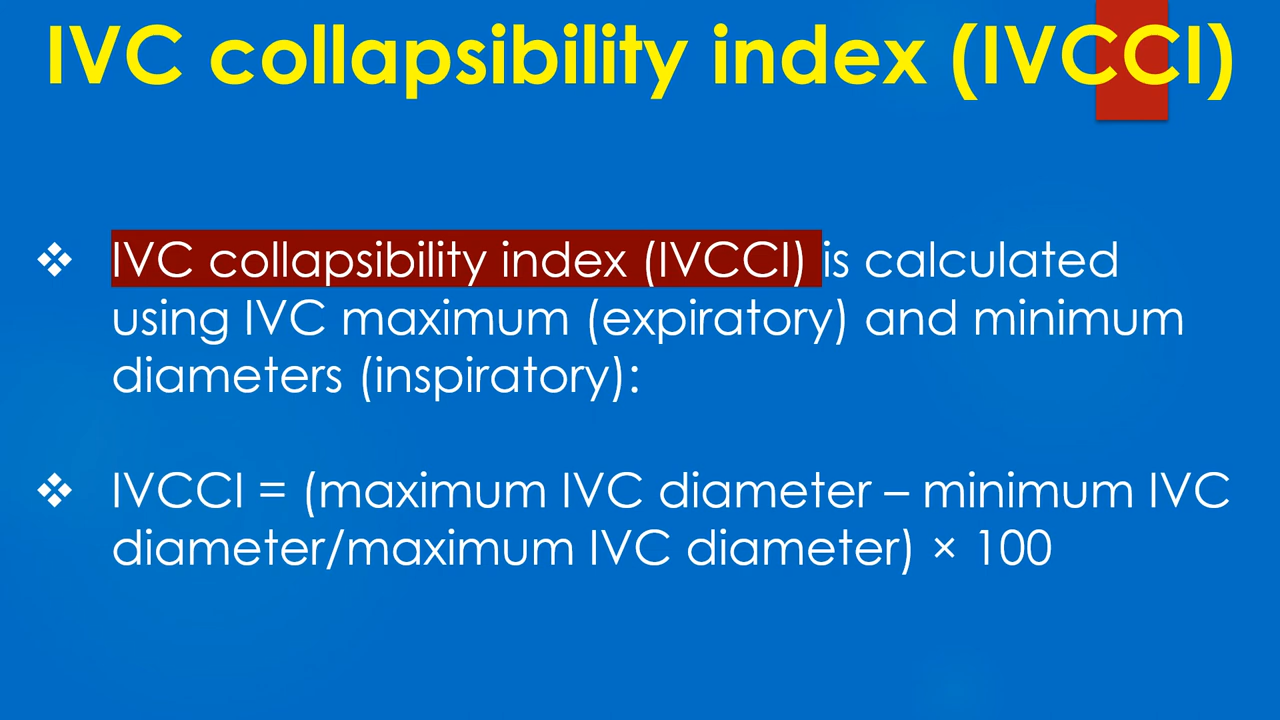 IVC collapsibility index (IVCCI)
❖ IVC collapsibility index (IVCCI) is calculated
using IVC maximum (expiratory) and minimum
diameters (inspiratory):
❖ IVCCI = (maximum IVC diameter – minimum IVC
diameter/maximum IVC diameter) × 100